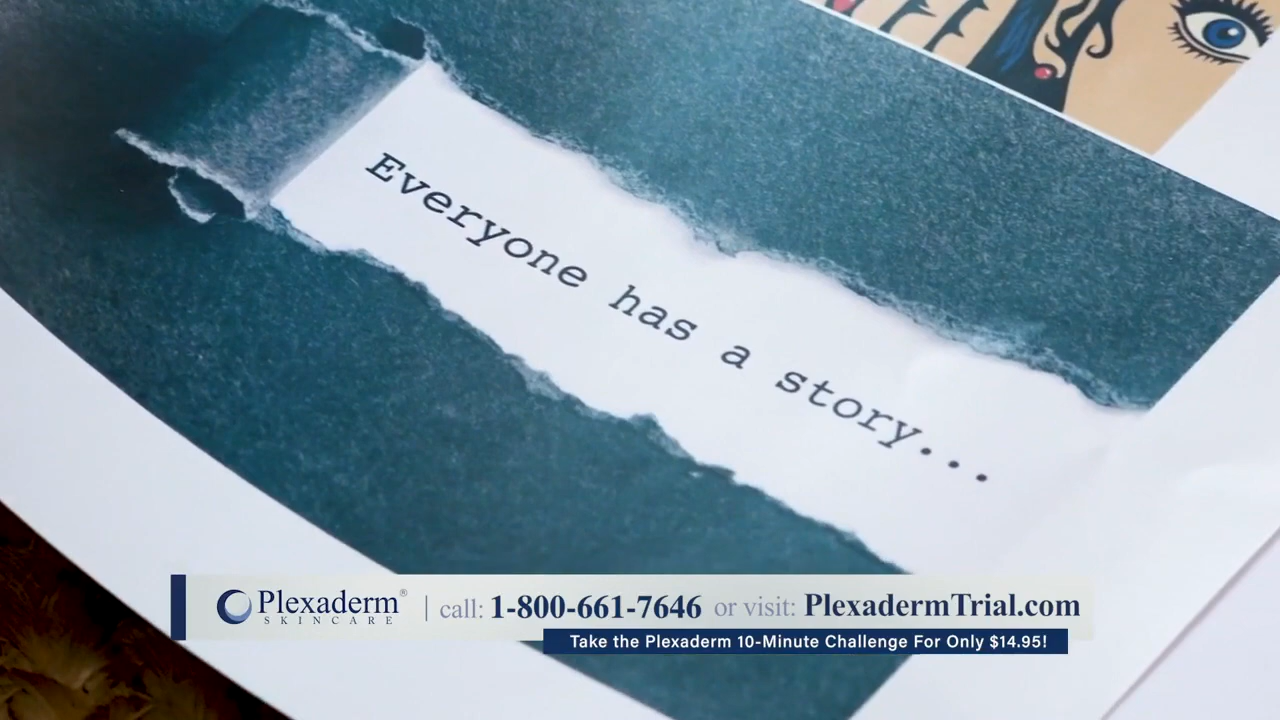 Everyone has a story...
Plexaderm®
SKINCARE
call: 1-800-661-7646 or visit: PlexadermTrial.com
Take the Plexaderm 10-Minute Challenge For Only $14.95!